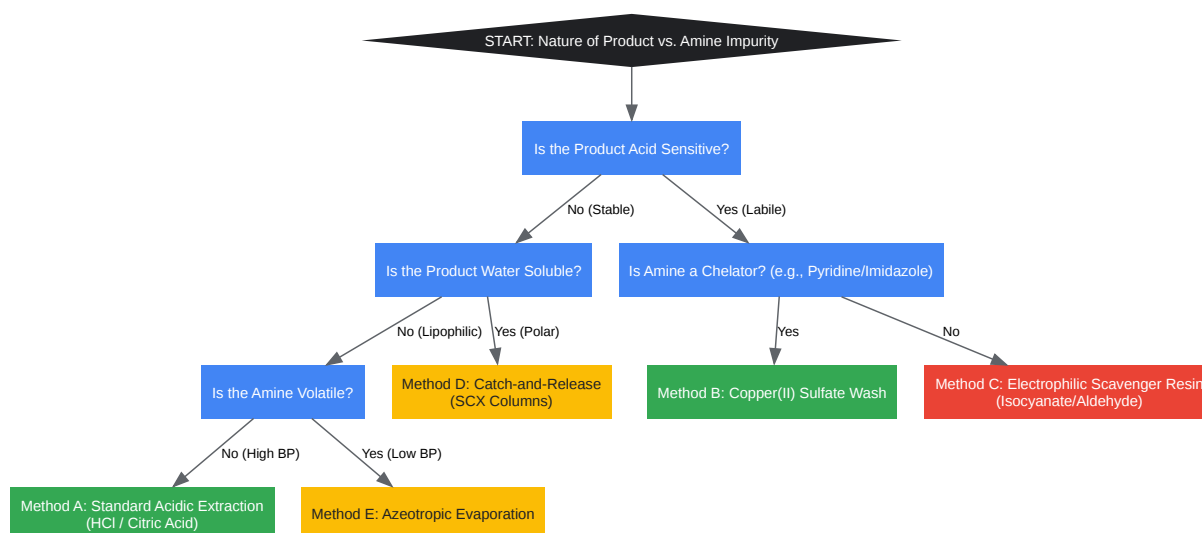 START: Nature of Product vs. Amine Impurity
Is the Product Acid Sensitive?
No (Stable)
Yes (Labile)
Is the Product Water Soluble?
Is Amine a Chelator? (e.g., Pyridine/Imidazole)
No (Lipophilic)
Yes (Polar)
Yes
No
Is the Amine Volatile?
Method D: Catch-and-Release
(SCX Columns)
Method B: Copper(II) Sulfate Wash
Method C: Electrophilic Scavenger Resin
(Isocyanate/Aldehyde)
No (High BP)
Yes (Low BP)
Method A: Standard Acidic Extraction
(HCl / Citric Acid)
Method E: Azeotropic Evaporation